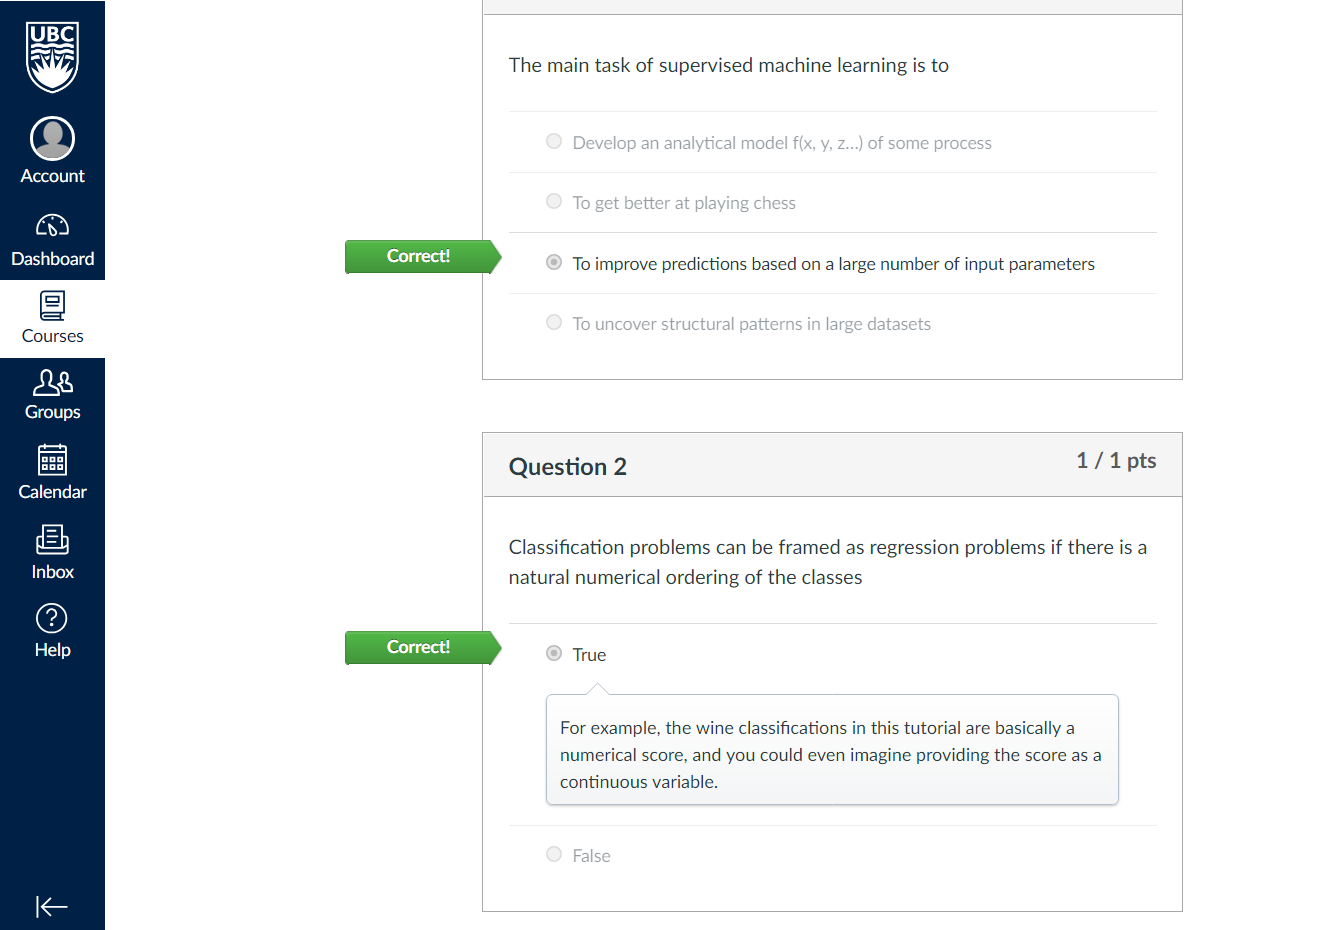 UBC
Account
Dashboard
Courses
Groups
Calendar
Inbox
Help
The main task of supervised machine learning is to
Develop an analytical model f(x, y, z...) of some process
To get better at playing chess
Correct!
To improve predictions based on a large number of input parameters
To uncover structural patterns in large datasets
Question 2
1 / 1 pts
Classification problems can be framed as regression problems if there is a
natural numerical ordering of the classes
Correct!
True
For example, the wine classifications in this tutorial are basically a
numerical score, and you could even imagine providing the score as a
continuous variable.
False